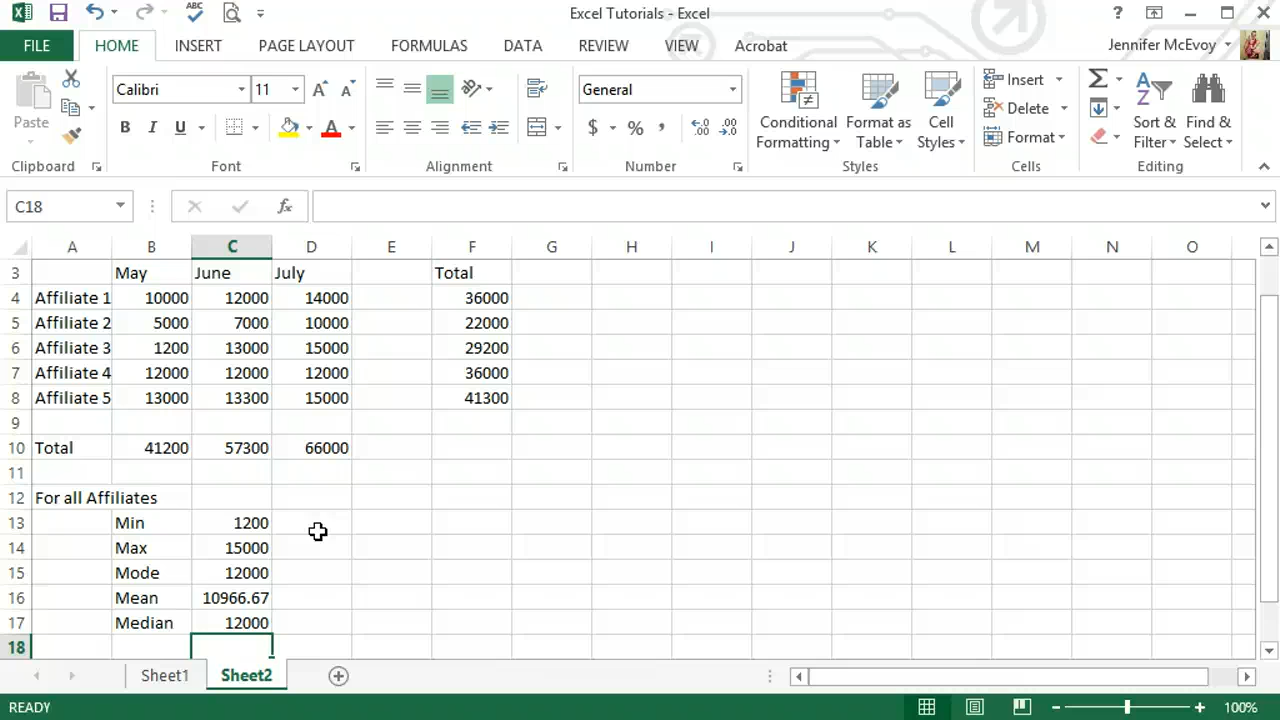 Excel Tutorials - Excel
?
FILE HOME INSERT PAGE LAYOUT FORMULAS DATA REVIEW VIEW Acrobat Jennifer McEvoy
Paste
Calibri 11
B I U A
General
$ % ,
Conditional Formatting
Format as Table
Cell Styles
Insert
Delete
Format
Σ
Sort & Filter
Find & Select
Clipboard Font Alignment Number Styles Cells Editing
C18 fx
A B C D E F G H I J K L M N O
3 May June July Total
4 Affiliate 1 10000 12000 14000 36000
5 Affiliate 2 5000 7000 10000 22000
6 Affiliate 3 1200 13000 15000 29200
7 Affiliate 4 12000 12000 12000 36000
8 Affiliate 5 13000 13300 15000 41300
9
10 Total 41200 57300 66000
11
12 For all Affiliates
13 Min 1200
14 Max 15000
15 Mode 12000
16 Mean 10966.67
17 Median 12000
18
Sheet1 Sheet2
READY 100%